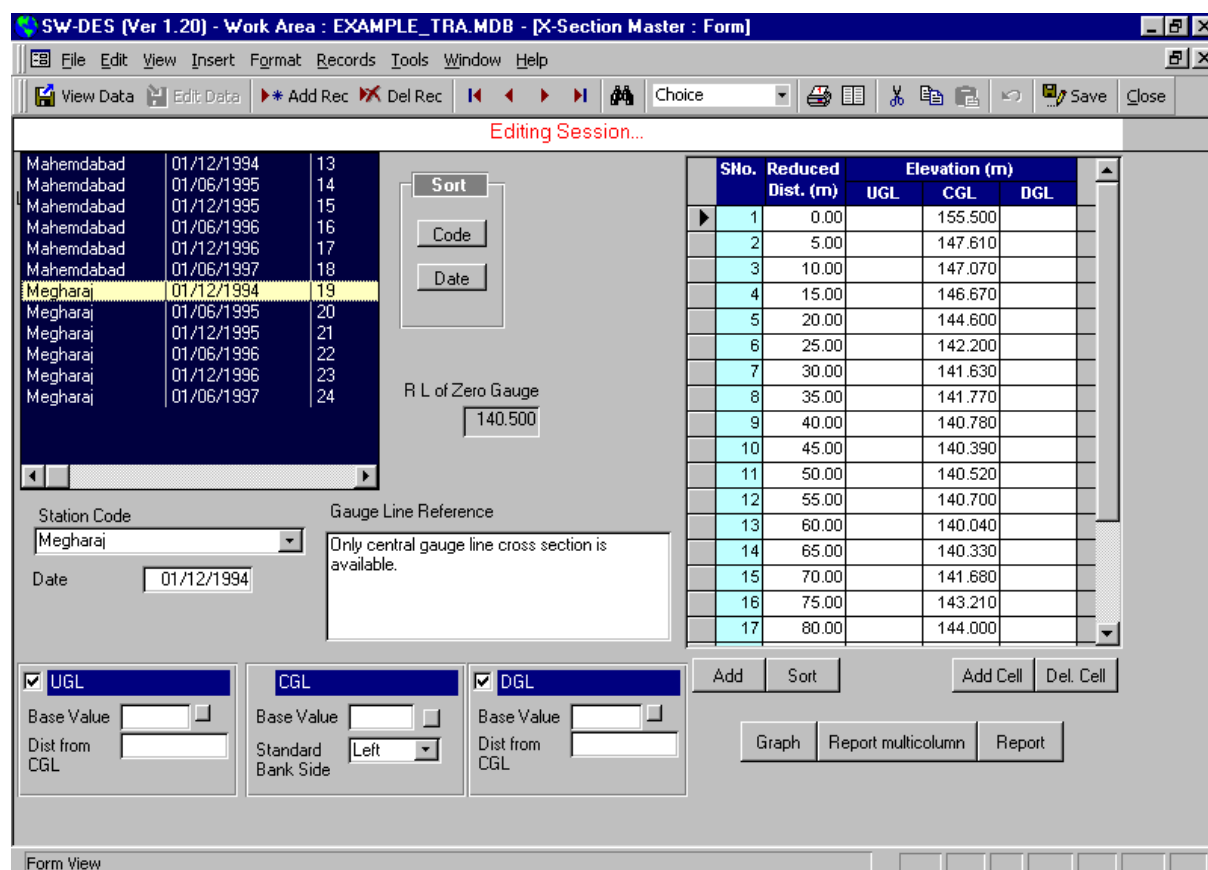 SW-DES (Ver 1.20) - Work Area : EXAMPLE_TRA.MDB - [X-Section Master : Form]
File Edit View Insert Format Records Tools Window Help
View Data Edit Data Add Rec Del Rec Choice Save Close
Editing Session...
Mahemdabad 01/12/1994 13
Mahemdabad 01/06/1995 14
Mahemdabad 01/12/1995 15
Mahemdabad 01/06/1996 16
Mahemdabad 01/12/1996 17
Mahemdabad 01/06/1997 18
Megharaj 01/12/1994 19
Megharaj 01/06/1995 20
Megharaj 01/12/1995 21
Megharaj 01/06/1996 22
Megharaj 01/12/1996 23
Megharaj 01/06/1997 24
Sort
Code
Date
R L of Zero Gauge
140.500
Station Code
Megharaj
Date 01/12/1994
Gauge Line Reference
Only central gauge line cross section is
available.
SNo. Reduced Elevation (m)
Dist. (m) UGL CGL DGL
1 0.00 155.500
2 5.00 147.610
3 10.00 147.070
4 15.00 146.670
5 20.00 144.600
6 25.00 142.200
7 30.00 141.630
8 35.00 141.770
9 40.00 140.780
10 45.00 140.390
11 50.00 140.520
12 55.00 140.700
13 60.00 140.040
14 65.00 140.330
15 70.00 141.680
16 75.00 143.210
17 80.00 144.000
Add Sort Add Cell Del. Cell
Graph Report multicolumn Report
UGL
Base Value
Dist from
CGL
CGL
Base Value
Standard Left
Bank Side
DGL
Base Value
Dist from
CGL
Form View